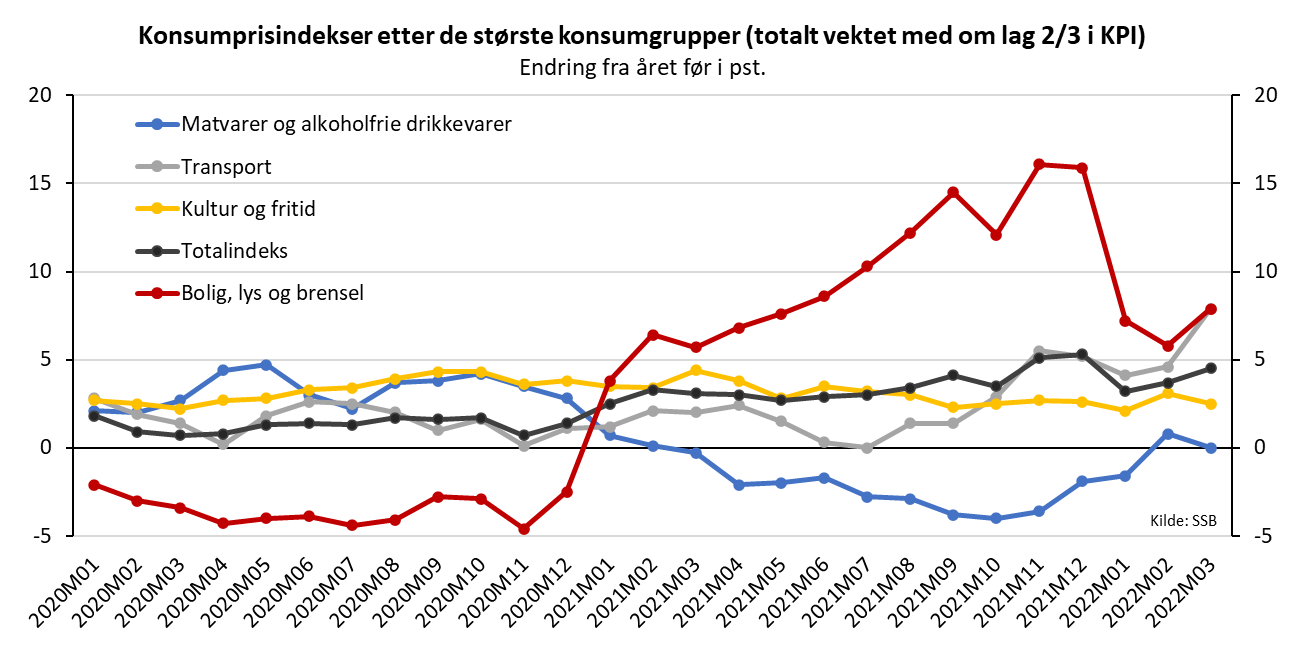 Konsumprisindekser etter de største konsumgrupper (totalt vektet med om lag 2/3 i KPI)
Endring fra året før i pst.
20
20
Matvarer og alkoholfrie drikkevarer
Transport
15
15
Kultur og fritid
Totalindeks
10
10
Bolig, lys og brensel
5
5
0
0
Kilde: SSB
-5
-5
2020M01
2020M02
2020M03
2020M04
2020M05
2020M06
2020M07
2020M08
2020M09
2020M10
2020M11
2020M12
2021M01
2021M02
2021M03
2021M04
2021M05
2021M06
2021M07
2021M08
2021M09
2021M10
2021M11
2021M12
2022M01
2022M02
2022M03